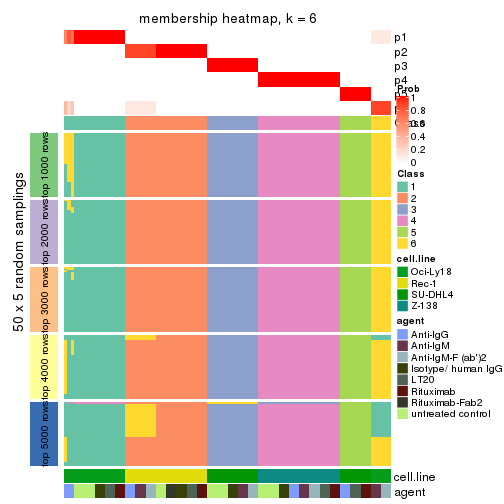 membership heatmap, k = 6
p1
p2
p3
p4
Prob
1
0.8
0.6
0.4
0.2
0
Class
1
2
3
4
5
6
cell.line
Oci-Ly18
Rec-1
SU-DHL4
Z-138
agent
Anti-IgG
Anti-IgM
Anti-IgM-F (ab')2
Isotype/ human IgG
LT20
Rituximab
Rituximab-Fab2
untreated control
50 x 5 random samplings
top 1000 rows
top 2000 rows
top 3000 rows
top 4000 rows
top 5000 rows
cell.line
agent